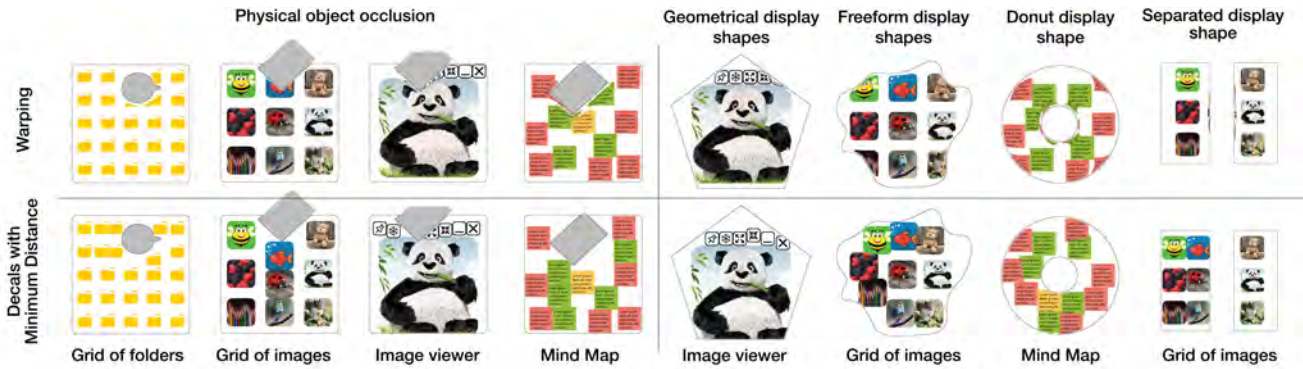 Physical object occlusion
Geometrical display
shapes
Freeform display
shapes
Donut display
shape
Separated display
shape
Warping
Decals with
Minimum Distance
Grid of folders
Grid of images
Image viewer
Mind Map
Image viewer
Grid of images
Mind Map
Grid of images